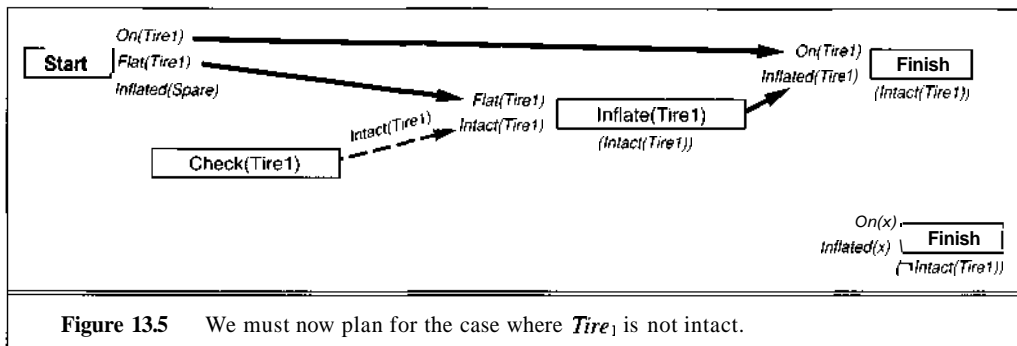 On(Tire1)
Start
Flat(Tire1)
Inflated(Spare)
On(Tire1)
Inflated(Tire1)
Finish
(Intact(Tire1))
Flat(Tire1)
Intact(Tire1)
Inflate(Tire1)
(Intact(Tire1))
Intact(Tire1)
Check(Tire1)
On(x)
Inflated(x)
Finish
(¬Intact(Tire1))
Figure 13.5 We must now plan for the case where Tire₁ is not intact.